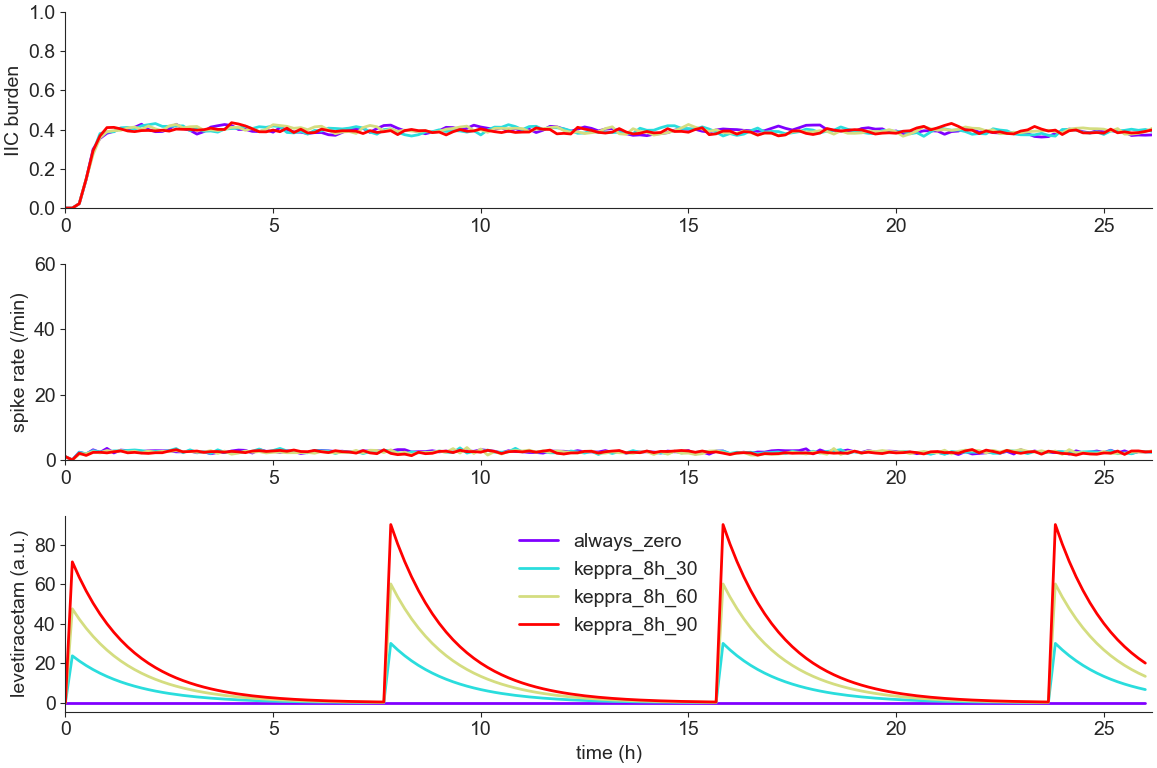 IIC burden
1.0
0.8
0.6
0.4
0.2
0.0
0 5 10 15 20 25
spike rate (/min)
60
40
20
0
0 5 10 15 20 25
levetiracetam (a.u.)
80
60
40
20
0
always_zero
keppra_8h_30
keppra_8h_60
keppra_8h_90
0 5 10 15 20 25
time (h)